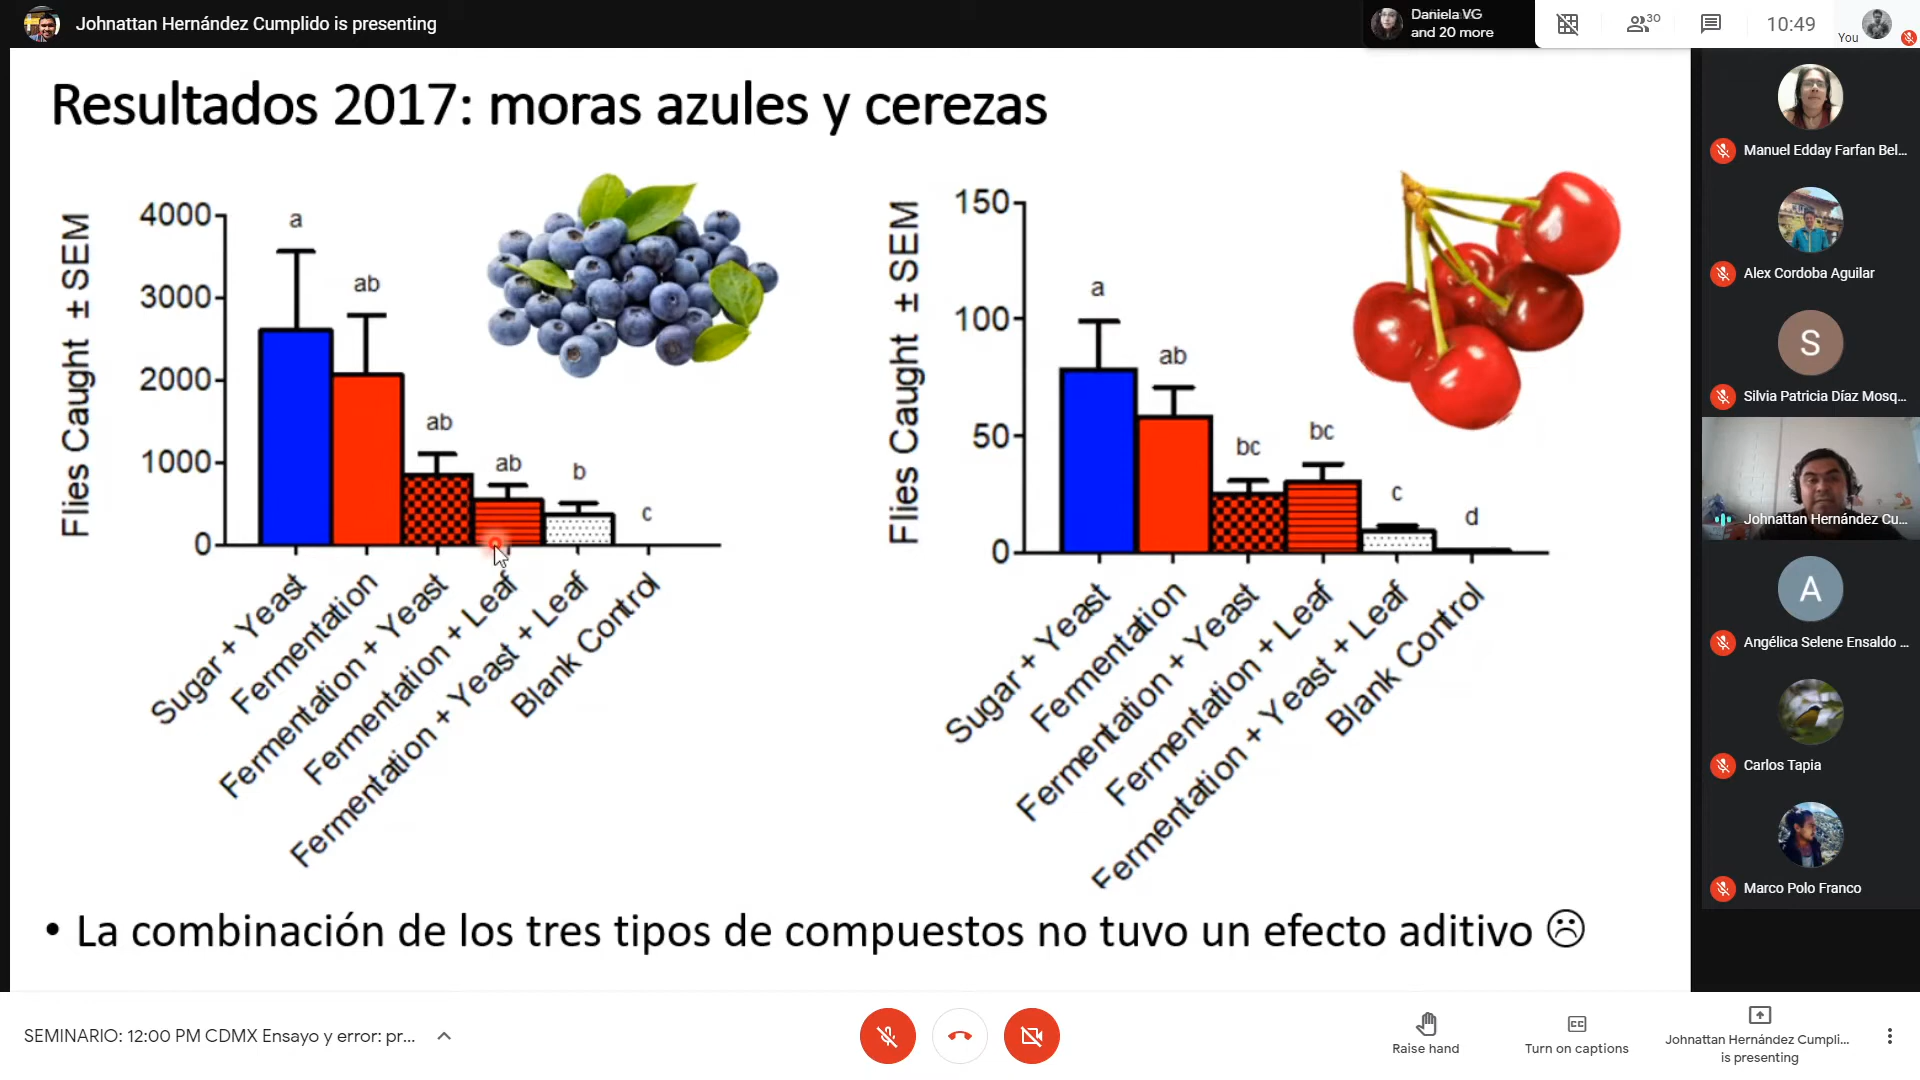 Johnattan Hernández Cumplido is presenting
Daniela VG
and 20 more
30
10:49
You
Resultados 2017: moras azules y cerezas
Flies Caught ± SEM
4000
3000
2000
1000
0
a
ab
ab
ab
b
c
Sugar + Yeast
Fermentation
Fermentation + Yeast
Fermentation + Leaf
Fermentation + Yeast + Leaf
Blank Control
Flies Caught ± SEM
150
100
50
0
a
ab
bc
bc
c
d
Sugar + Yeast
Fermentation
Fermentation + Yeast
Fermentation + Leaf
Fermentation + Yeast + Leaf
Blank Control
• La combinación de los tres tipos de compuestos no tuvo un efecto aditivo ☹
Manuel Edday Farfan Bel...
Alex Cordoba Aguilar
S
Silvia Patricia Díaz Mosq...
Johnattan Hernández Cu...
A
Angélica Selene Ensaldo ...
Carlos Tapia
Marco Polo Franco
SEMINARIO: 12:00 PM CDMX Ensayo y error: pr...
Raise hand
Turn on captions
Johnattan Hernández Cumpli...
is presenting